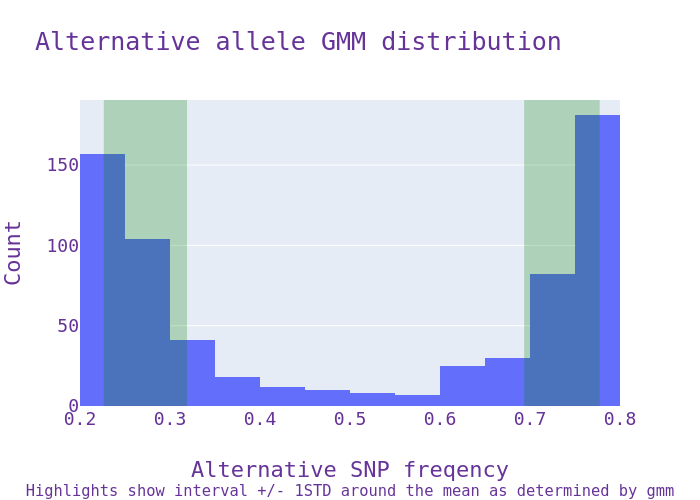 Alternative allele GMM distribution
Count
150
100
50
0
0.2 0.3 0.4 0.5 0.6 0.7 0.8
Alternative SNP freqency
Highlights show interval +/- 1STD around the mean as determined by gmm